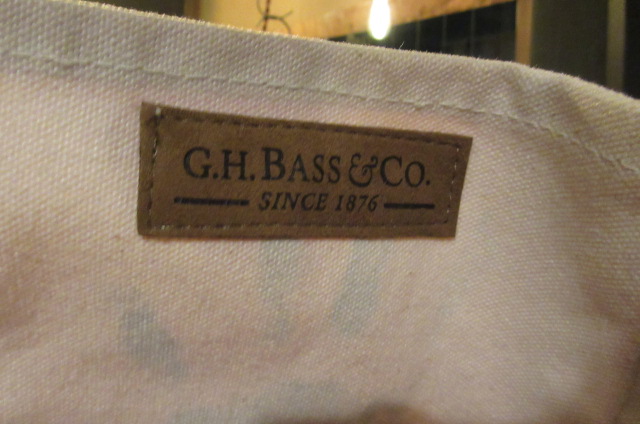 G.H. BASS & CO.
SINCE 1876